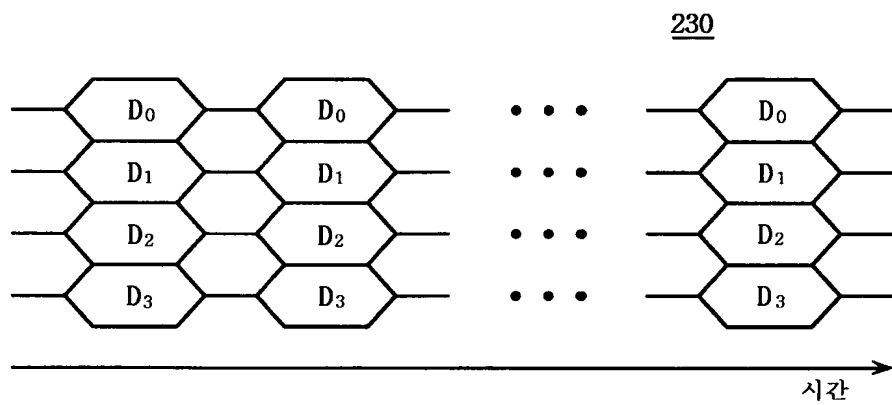 230
D0 D0 D0
D1 D1 D1
D2 D2 D2
D3 D3 D3
시간